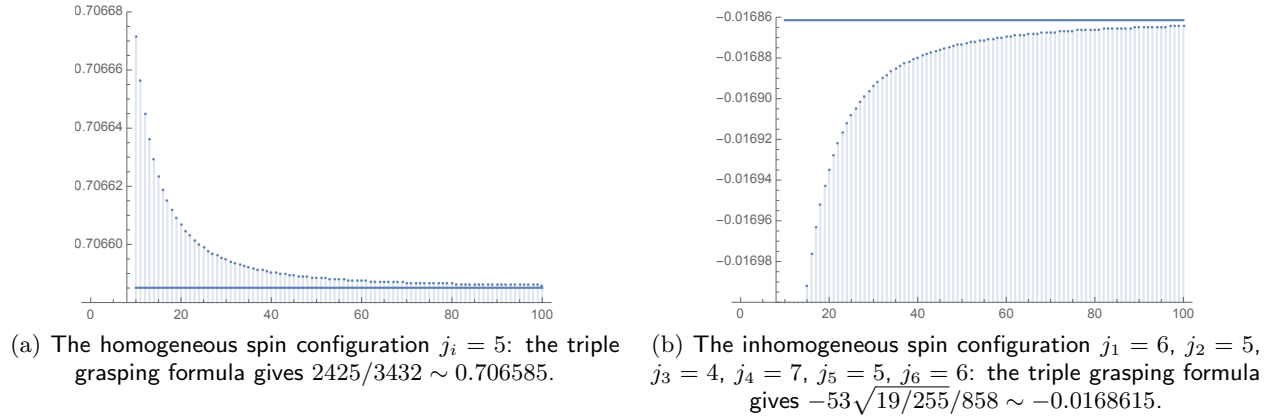 0.70668
0.70666
0.70664
0.70662
0.70660
0 20 40 60 80 100
(a) The homogeneous spin configuration j_i = 5: the triple
grasping formula gives 2425/3432 ∼ 0.706585.
−0.01686
−0.01688
−0.01690
−0.01692
−0.01694
−0.01696
−0.01698
0 20 40 60 80 100
(b) The inhomogeneous spin configuration j_1 = 6, j_2 = 5,
j_3 = 4, j_4 = 7, j_5 = 5, j_6 = 6: the triple grasping formula
gives −53√19/255/858 ∼ −0.0168615.